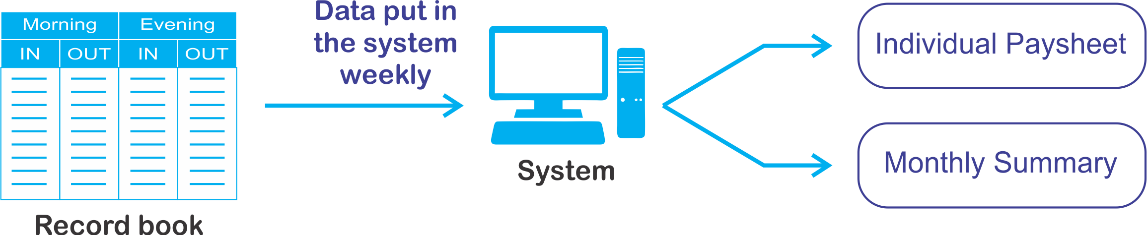 Morning Evening
IN OUT IN OUT
Record book
Data put in
the system
weekly
System
Individual Paysheet
Monthly Summary